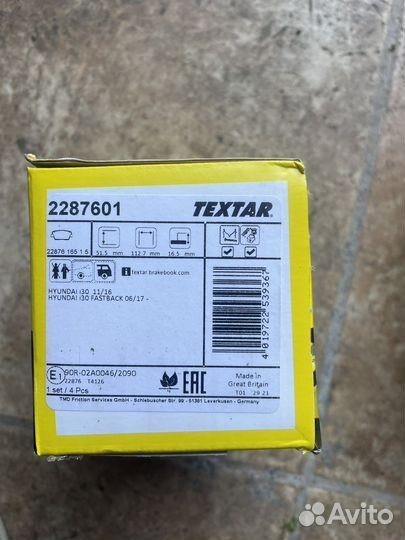 2287601 TEXTAR
22876 165 1 5 51.5 mm 112.7 mm 16.5 mm
i textar.brakebook.com
HYUNDAI i30 11/16
HYUNDAI i30 FASTBACK 06/17 -
4 019722 539367
E1 90R-02A0046/2090
22876 T4126
1 set / 4 Pcs
EAC
Made in
Great Britain
T01 29 21
TMD Friction Services GmbH - Schlebuscher Str. 99 - 51381 Leverkusen - Germany
Avito